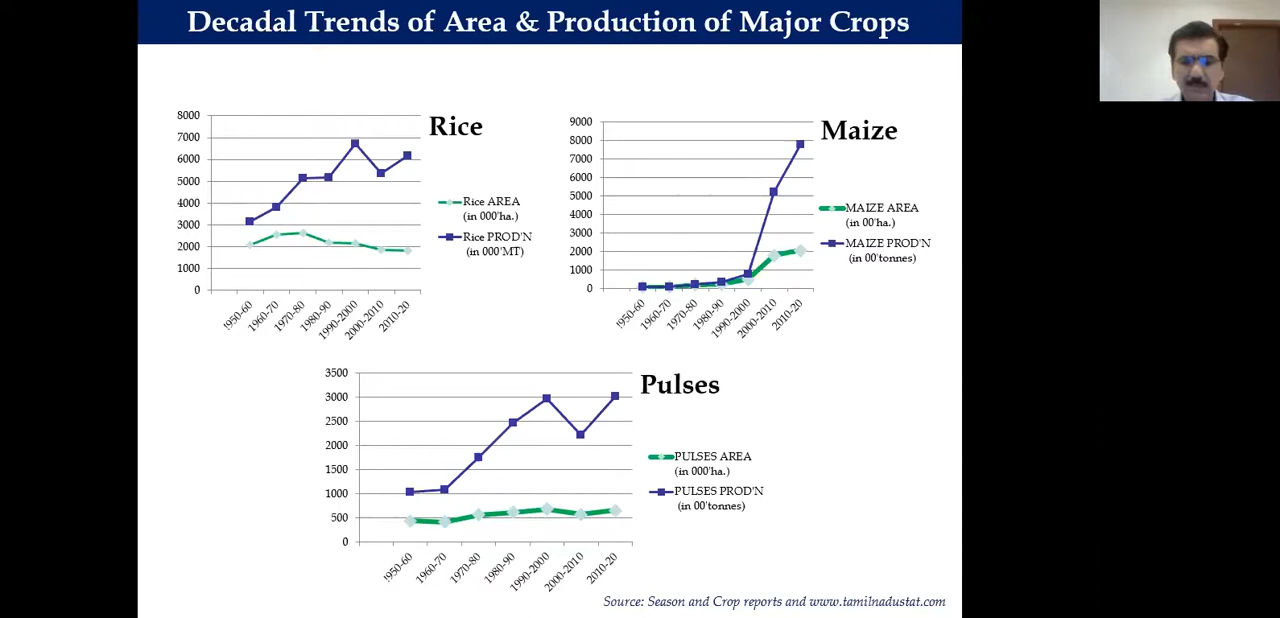 Decadal Trends of Area & Production of Major Crops
Rice
8000
7000
6000
5000
4000
3000
2000
1000
0
1950-60
1960-70
1970-80
1980-90
1990-2000
2000-2010
2010-20
Rice AREA
(in 000'ha.)
Rice PROD'N
(in 000'MT)
Maize
9000
8000
7000
6000
5000
4000
3000
2000
1000
0
1950-60
1960-70
1970-80
1980-90
1990-2000
2000-2010
2010-20
MAIZE AREA
(in 00'ha.)
MAIZE PROD'N
(in 00'tonnes)
Pulses
3500
3000
2500
2000
1500
1000
500
0
1950-60
1960-70
1970-80
1980-90
1990-2000
2000-2010
2010-20
PULSES AREA
(in 000'ha.)
PULSES PROD'N
(in 00'tonnes)
Source: Season and Crop reports and www.tamilnadustat.com